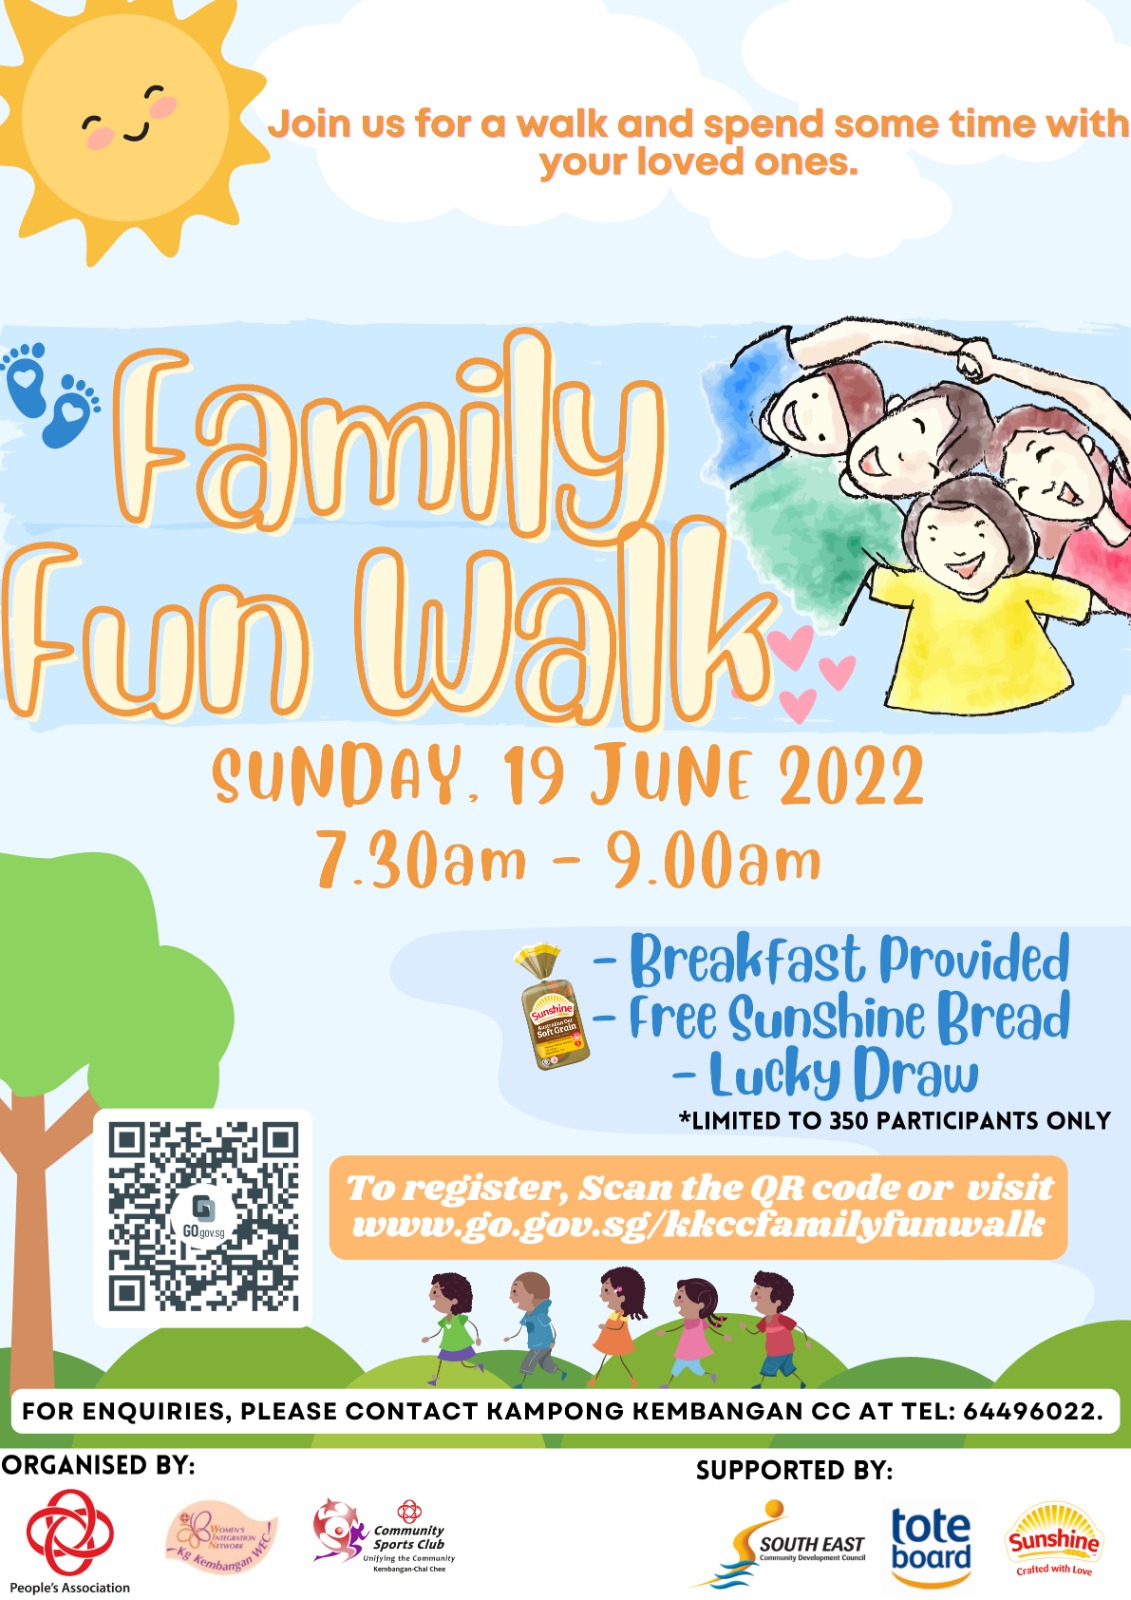 Join us for a walk and spend some time with
your loved ones.
Family
Fun Walk
SUNDAY, 19 JUNE 2022
7.30am - 9.00am
- Breakfast Provided
- Free Sunshine Bread
- Lucky Draw
*LIMITED TO 350 PARTICIPANTS ONLY
Sunshine
Australian Oat
Soft Grain
GO.gov.sg
To register, Scan the QR code or visit
www.go.gov.sg/kkccfamilyfunwalk
FOR ENQUIRIES, PLEASE CONTACT KAMPONG KEMBANGAN CC AT TEL: 64496022.
ORGANISED BY:
People's Association
WOMEN'S
INTEGRATION
NETWORK
Kg Kembangan WEC
Community
Sports Club
Unifying the Community
Kembangan-Chai Chee
SUPPORTED BY:
SOUTH EAST
Community Development Council
tote
board
Sunshine
Crafted with Love